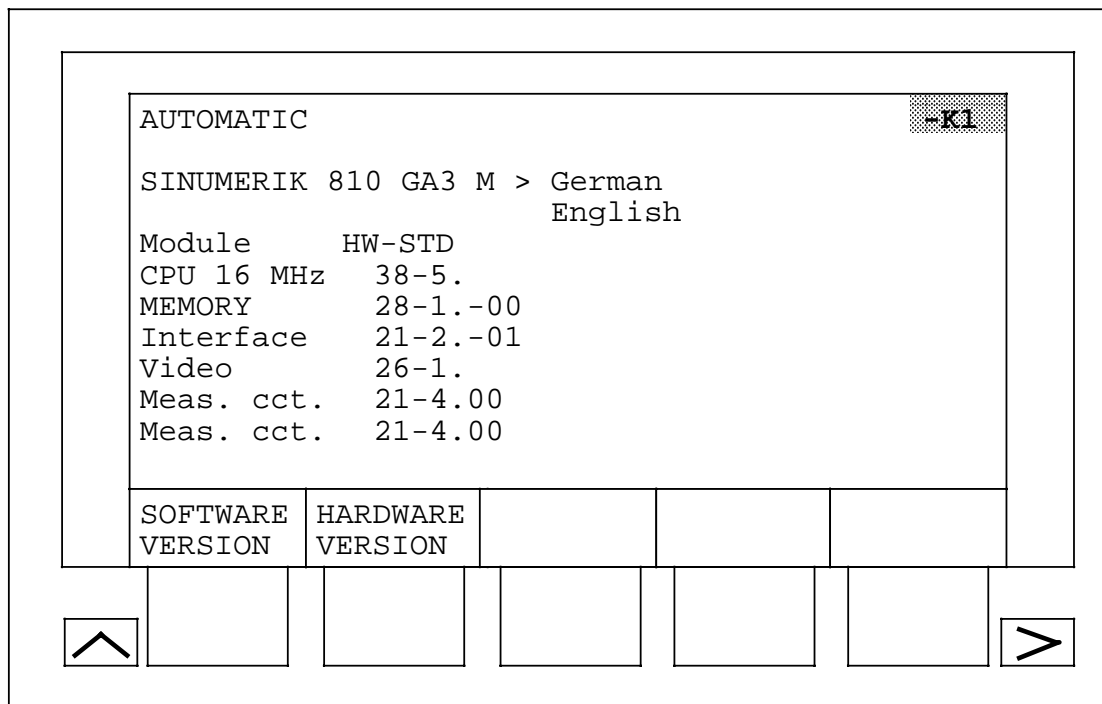 AUTOMATIC -K1
SINUMERIK 810 GA3 M > German
English
Module HW-STD
CPU 16 MHz 38-5.
MEMORY 28-1.-00
Interface 21-2.-01
Video 26-1.
Meas. cct. 21-4.00
Meas. cct. 21-4.00
SOFTWARE HARDWARE
VERSION VERSION
>